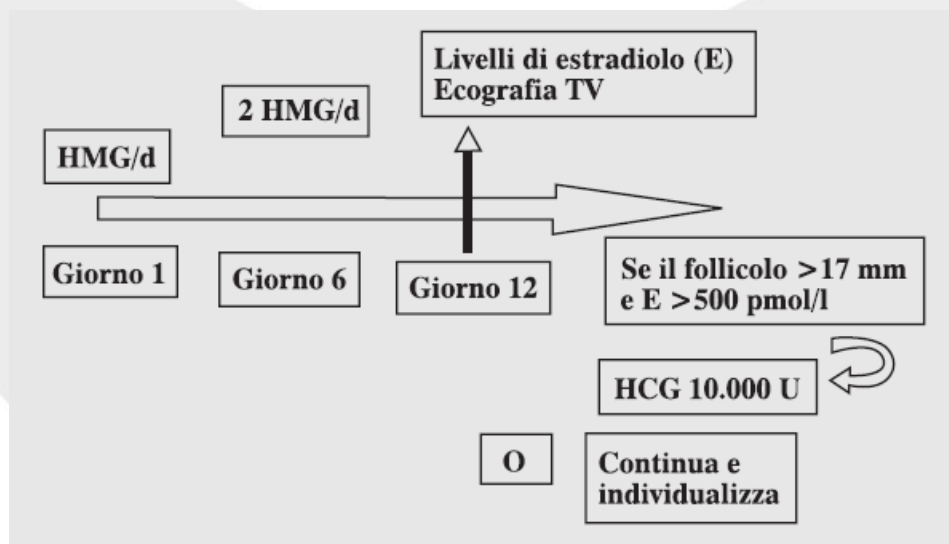 Livelli di estradiolo (E)
Ecografia TV
2 HMG/d
HMG/d
Giorno 1
Giorno 6
Giorno 12
Se il follicolo >17 mm
e E >500 pmol/l
HCG 10.000 U
O
Continua e
individualizza